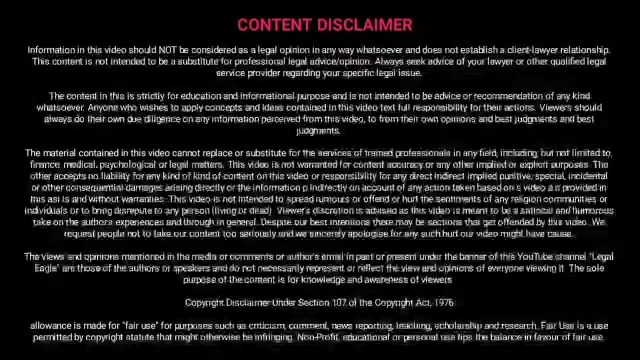 CONTENT DISCLAIMER
Information in this video should NOT be considered as a legal opinion in any way whatsoever and does not establish a client-lawyer relationship.
This content is not intended to be a substitute for professional legal advice/opinion. Always seek advice of your lawyer or other qualified legal
service provider regarding your specific legal issue.
The content in this is strictly for education and informational purpose and is not intended to be advice or recommendation of any kind
whatsoever. Anyone who wishes to apply concepts and ideas contained in this video text full responsibility for their actions. Viewers should
always do their own due diligence on any information perceived from this video, to from their own opinions and best judgments and best
judgments.
The material contained in this video cannot replace or substitute for the services of trained professionals in any field, including, but not limited to,
finance, medical, psychological or legal matters. This video is not warranted for content accuracy or any other implied or explicit purposes. The
other accepts no liability for any kind of kind of content on this video or responsibility for any direct indirect implied punitive, special, incidental
or other consequential damages arising directly or the information o indirectly on account of any action taken based on s video a s provided in
this as is and without warranties. This video is not intended to spread rumours or offend or hurt the sentiments of any religion communities or
individuals or to bring disrepute to any person (living or dead). Viewer's discretion is advised as this video is meant to be a satirical and humorous
take on the author's experiences and through in general. Despite our best intentions there may be sections that get offended by this video. We
request people not to take our content too seriously and we sincerely apologise for any such hurt our video might have cause.
The views and opinions mentioned in the media or comments or author's email in part or present under the banner of this YouTube channel "Legal
Eagle" are those of the authors or speakers and do not necessarily represent or reflect the view and opinions of everyone viewing it. The sole
purpose of the content is for knowledge and awareness of viewers
Copyright Disclaimer Under Section 107 of the Copyright Act, 1976
allowance is made for "fair use" for purposes such as criticism, comment, news reporting, teaching, scholarship and research. Fair Use is a use
permitted by copyright statute that might otherwise be infringing. Non-Profit, educational or personal use tips the balance in favour of fair use.